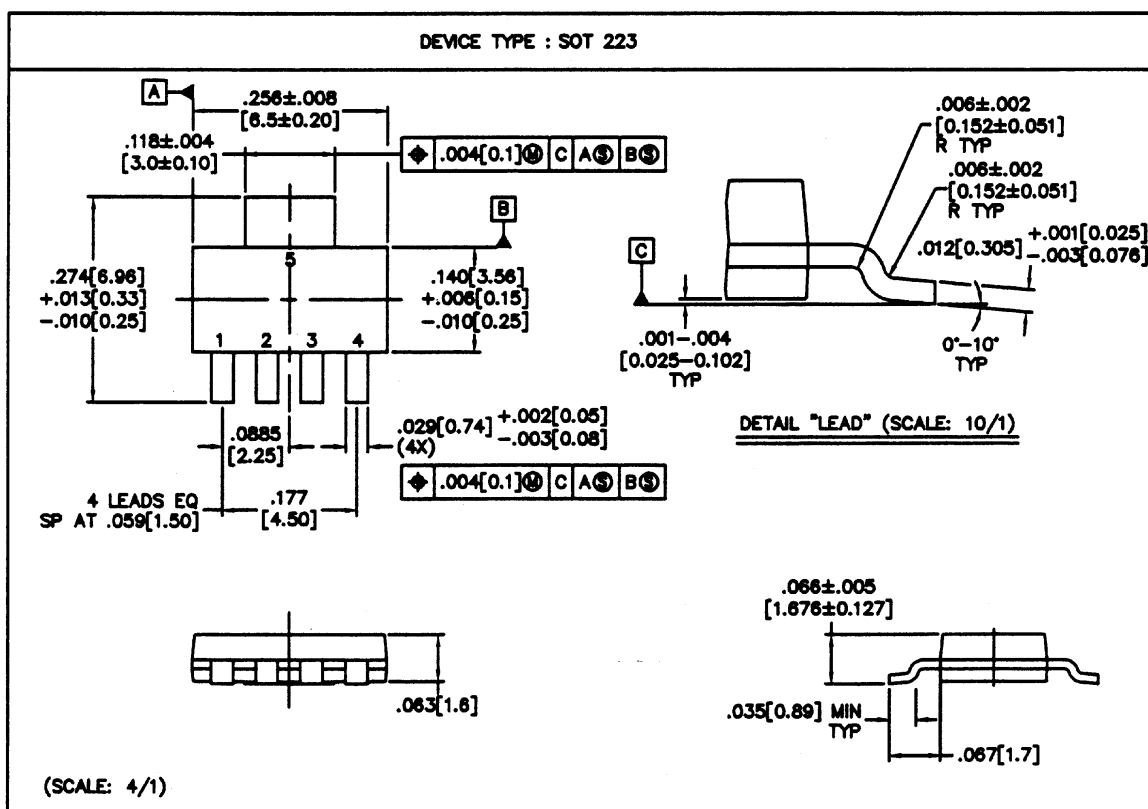 DEVICE TYPE : SOT 223
A
.256±.008
[6.5±0.20]
.118±.004
[3.0±0.10]
⌖ .004[0.1]Ⓜ C AⓈ BⓈ
B
5
.274[6.96]
+.013[0.33]
-.010[0.25]
.140[3.56]
+.006[0.15]
-.010[0.25]
1 2 3 4
.0885
[2.25]
.029[0.74] +.002[0.05]
-.003[0.08]
(4X)
⌖ .004[0.1]Ⓜ C AⓈ BⓈ
4 LEADS EQ
SP AT .059[1.50]
.177
[4.50]
.006±.002
[0.152±0.051]
R TYP
.006±.002
[0.152±0.051]
R TYP
C
.012[0.305] +.001[0.025]
-.003[0.076]
.001-.004
[0.025-0.102]
TYP
0°-10°
TYP
DETAIL "LEAD" (SCALE: 10/1)
.063[1.6]
.066±.005
[1.676±0.127]
.035[0.89] MIN
TYP
.067[1.7]
(SCALE: 4/1)